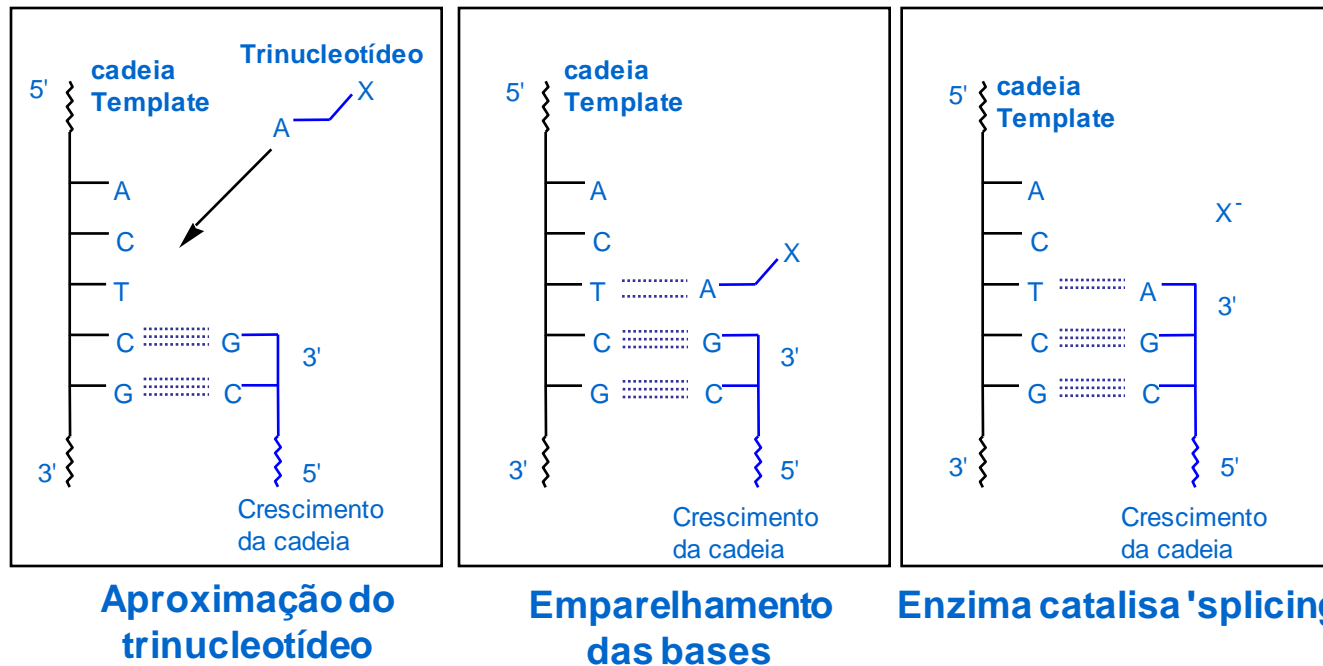 Trinucleotídeo
cadeia
Template
5'
X
A
A
C
T
C
G
3'
G
C
3'
5'
Crescimento
da cadeia
Aproximação do
trinucleotídeo
cadeia
Template
5'
X
A
C
T
A
C
G
3'
G
C
3'
5'
Crescimento
da cadeia
Emparelhamento
das bases
cadeia
Template
5'
A
X-
C
T
A
3'
C
G
G
C
3'
5'
Crescimento
da cadeia
Enzima catalisa 'splicing